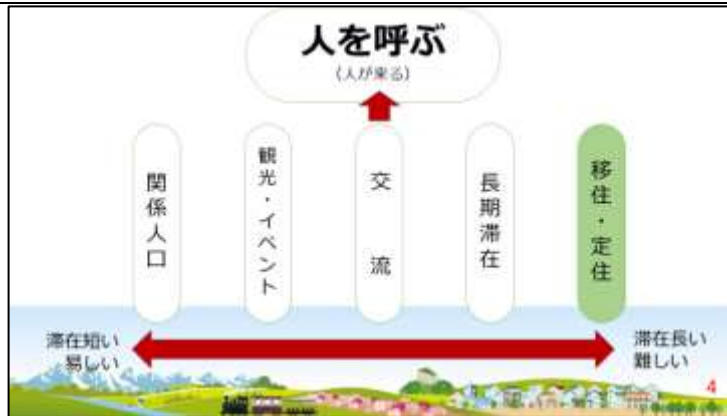 人を呼ぶ
(人が来る)
関係人口
観光・イベント
交流
長期滞在
移住・定住
滞在短い
易しい
滞在長い
難しい
4